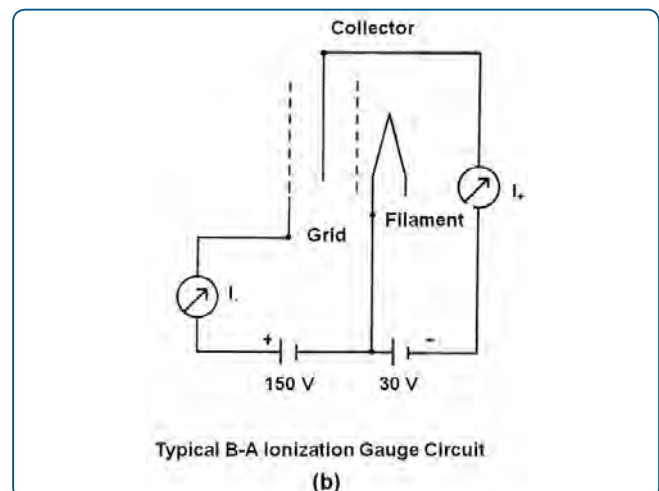 Collector
I+
Grid
Filament
I-
+
-
150 V
30 V
Typical B-A Ionization Gauge Circuit
(b)